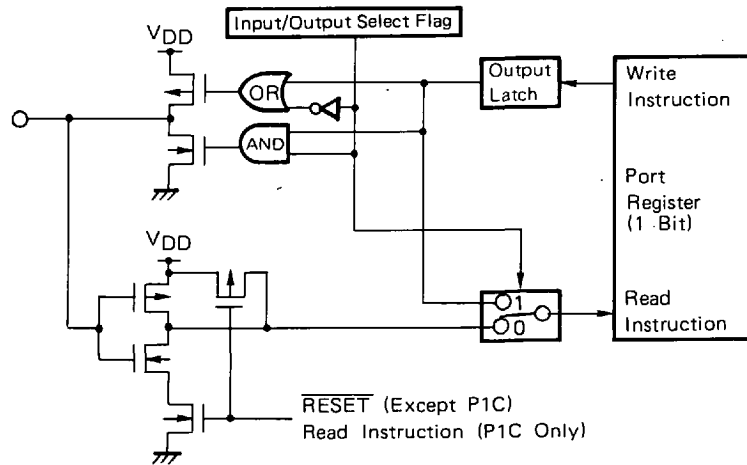 Input/Output Select Flag
VDD
OR
Output
Latch
Write
Instruction
AND
Port
Register
(1 Bit)
VDD
1
0
Read
Instruction
RESET (Except P1C)
Read Instruction (P1C Only)